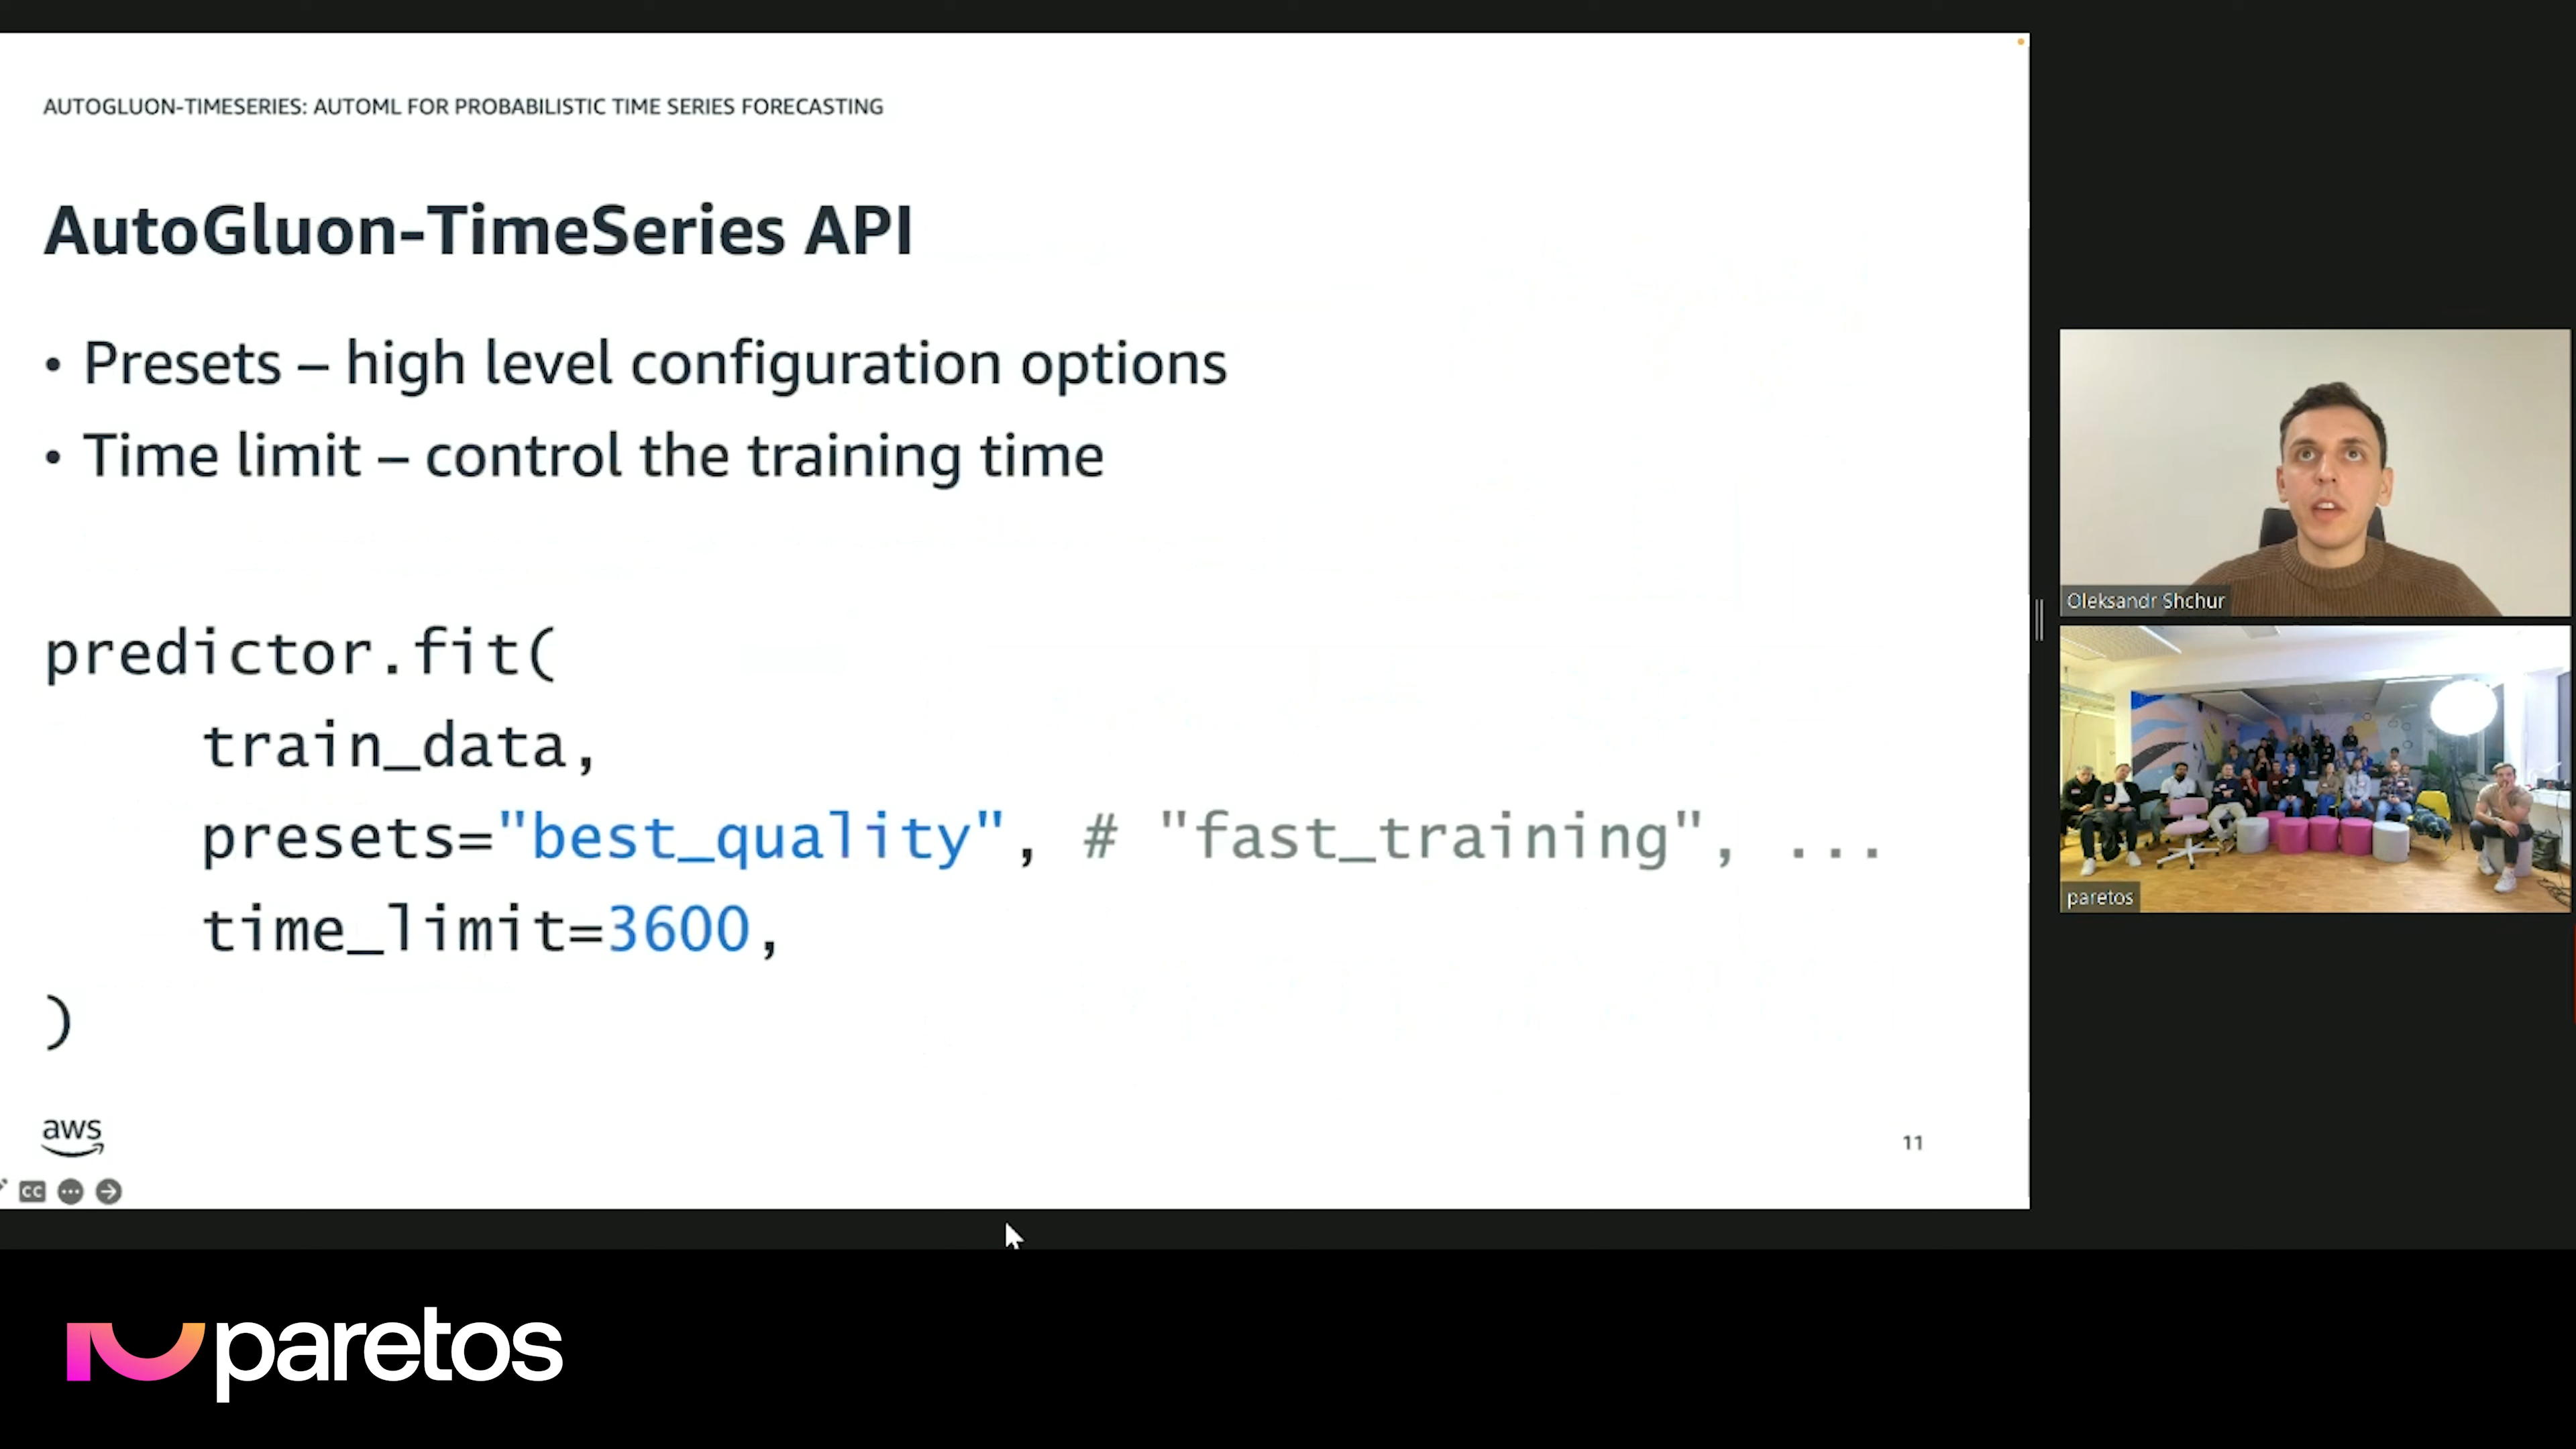 AUTOGLUON-TIMESERIES: AUTOML FOR PROBABILISTIC TIME SERIES FORECASTING
AutoGluon-TimeSeries API
• Presets – high level configuration options
• Time limit – control the training time
predictor.fit(
train_data,
presets="best_quality", # "fast_training", ...
time_limit=3600,
)
aws
11
CC
Oleksandr Shchur
paretos
paretos